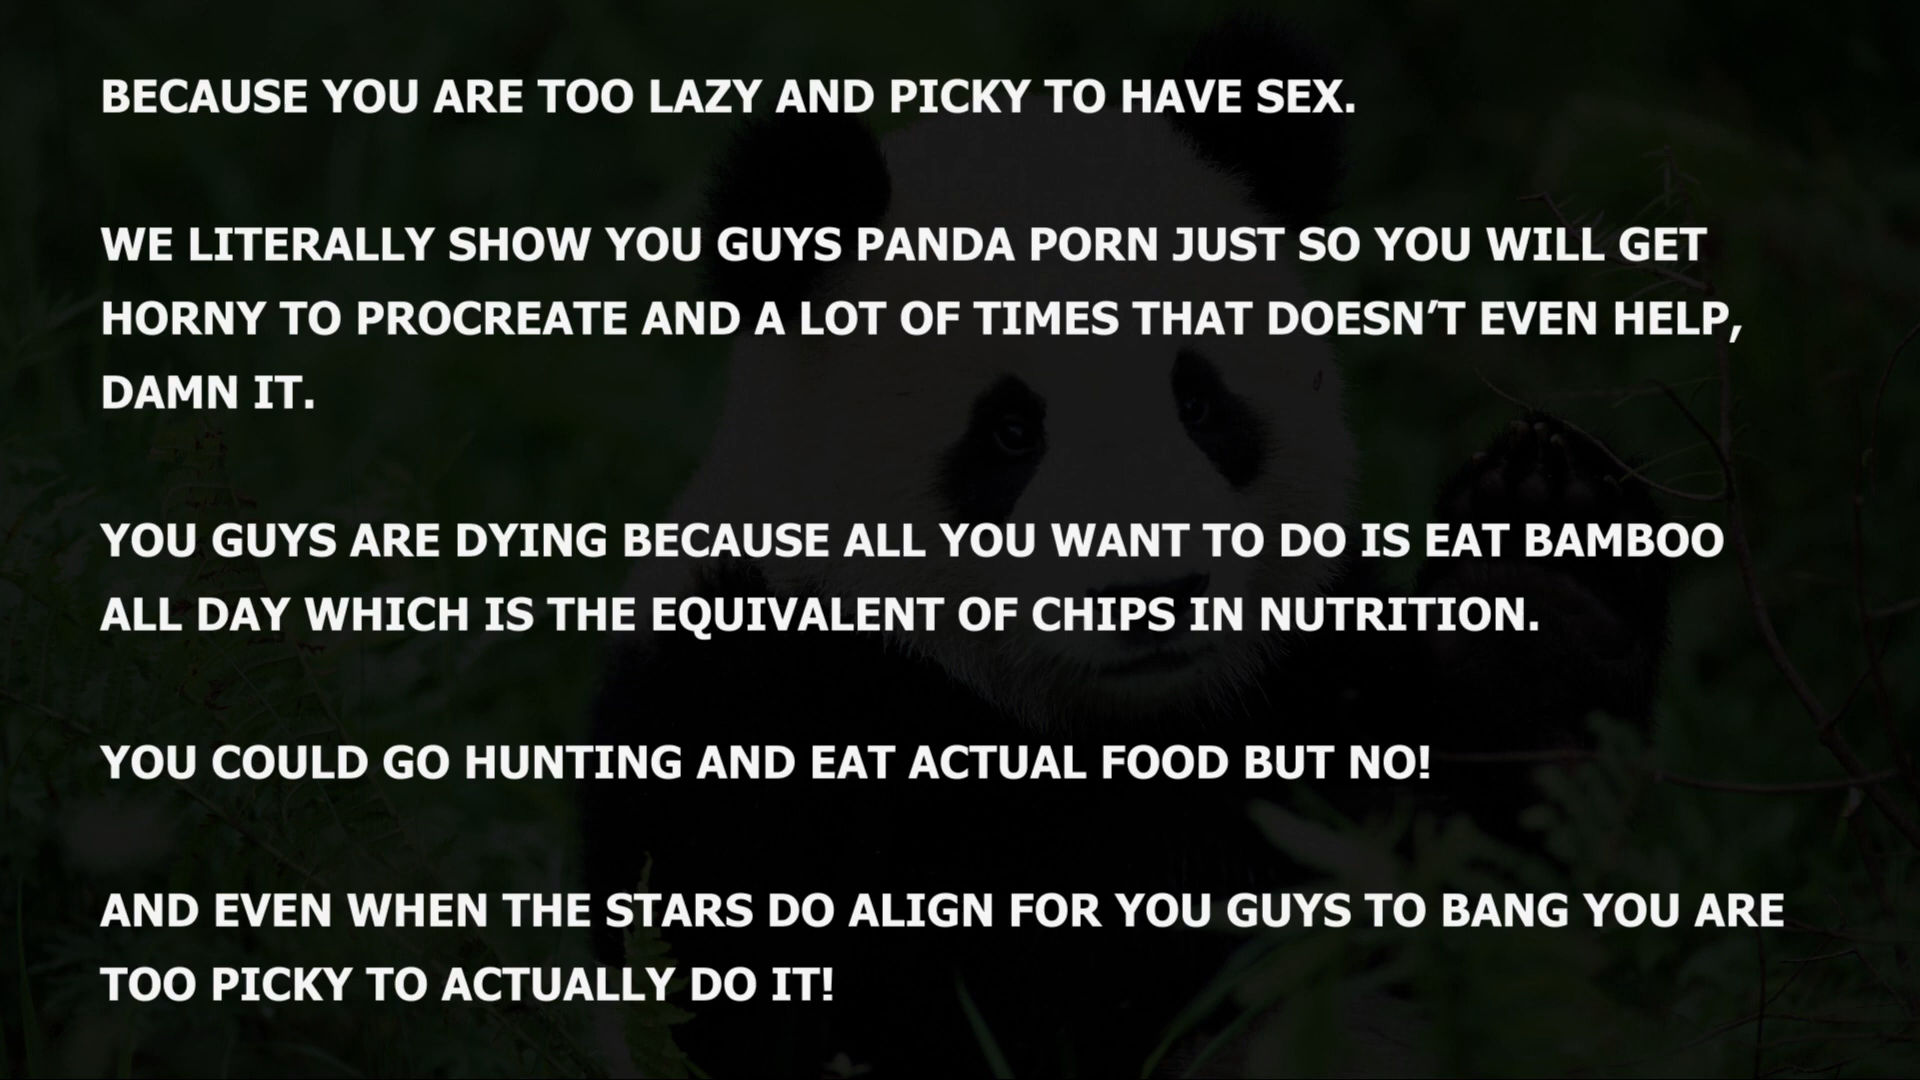 BECAUSE YOU ARE TOO LAZY AND PICKY TO HAVE SEX.
WE LITERALLY SHOW YOU GUYS PANDA PORN JUST SO YOU WILL GET
HORNY TO PROCREATE AND A LOT OF TIMES THAT DOESN’T EVEN HELP,
DAMN IT.
YOU GUYS ARE DYING BECAUSE ALL YOU WANT TO DO IS EAT BAMBOO
ALL DAY WHICH IS THE EQUIVALENT OF CHIPS IN NUTRITION.
YOU COULD GO HUNTING AND EAT ACTUAL FOOD BUT NO!
AND EVEN WHEN THE STARS DO ALIGN FOR YOU GUYS TO BANG YOU ARE
TOO PICKY TO ACTUALLY DO IT!